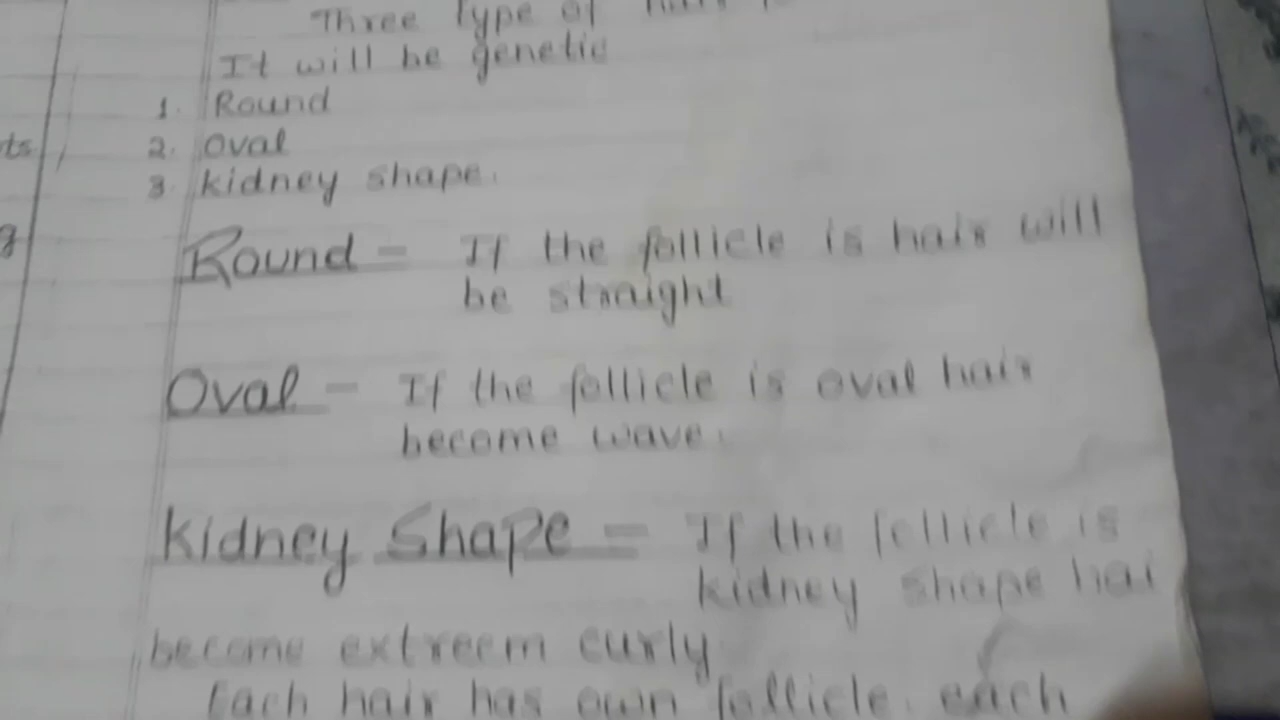 Three type of hair
It will be genetic
1. Round
2. Oval
3. kidney shape.
Round - If the follicle is hair will
be straight
Oval - If the follicle is oval hair
become wave.
Kidney Shape - If the follicle is
kidney shape hai
become extreem curly
Each hair has own follicle. each
ts